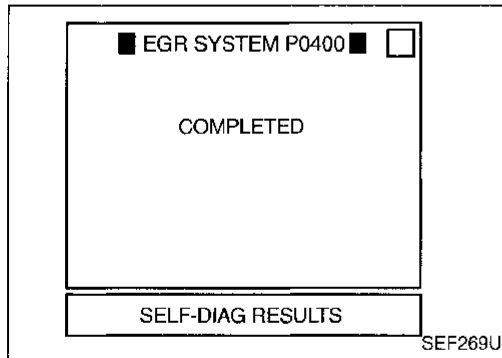 ■ EGR SYSTEM P0400 ■ □
COMPLETED
SELF-DIAG RESULTS
SEF269U